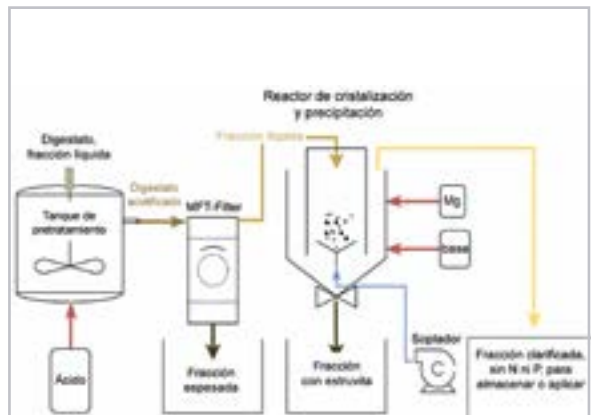 Reactor de cristalización
y precipitación
Digestato,
fracción líquida
Fracción líquida
Digestato
acidificado
MFT-Filter
Tanque de
pretratamiento
Mg
base
Soplador
C
Ácido
Fracción
espesada
Fracción
con estruvita
Fracción clarificada,
sin N ni P, para
almacenar o aplicar